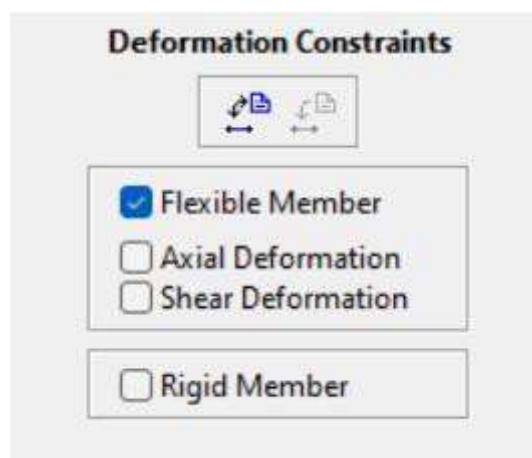 Deformation Constraints
Flexible Member
Axial Deformation
Shear Deformation
Rigid Member